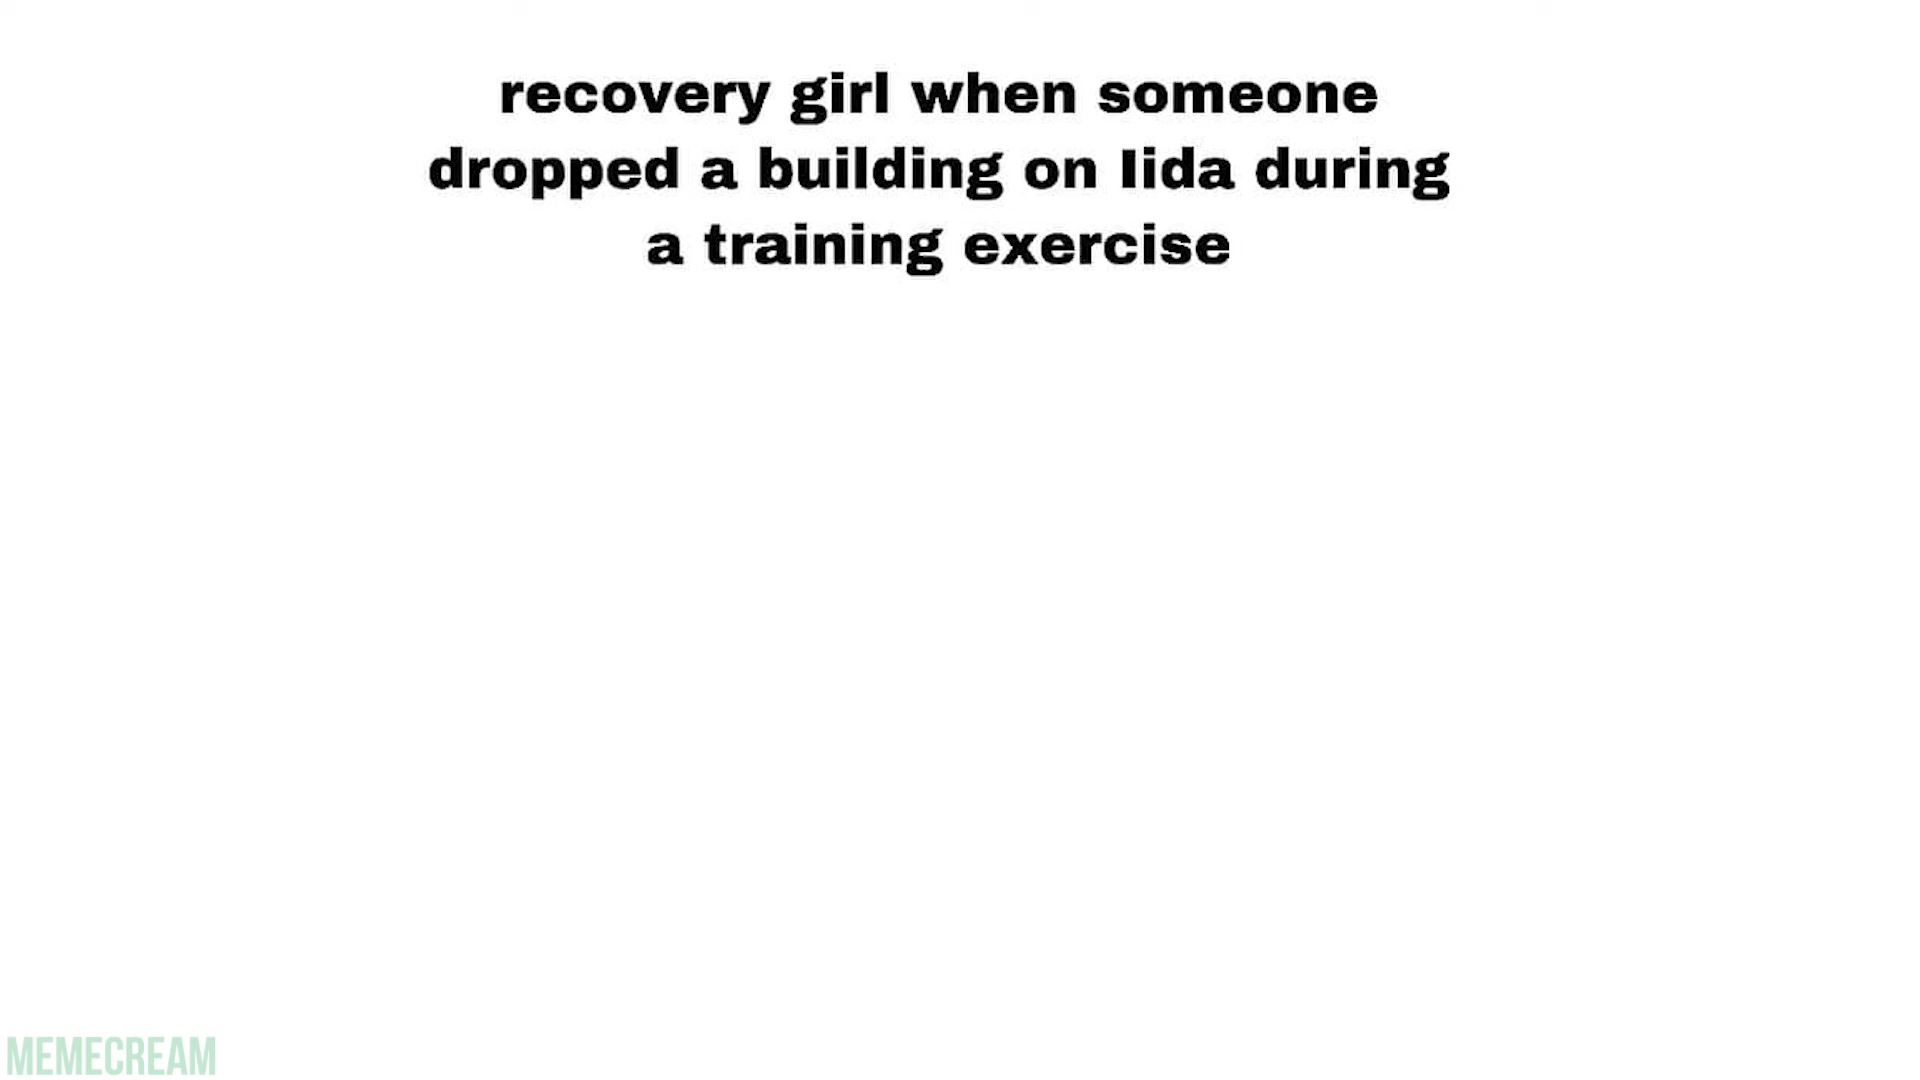 recovery girl when someone
dropped a building on Iida during
a training exercise
MEMECREAM